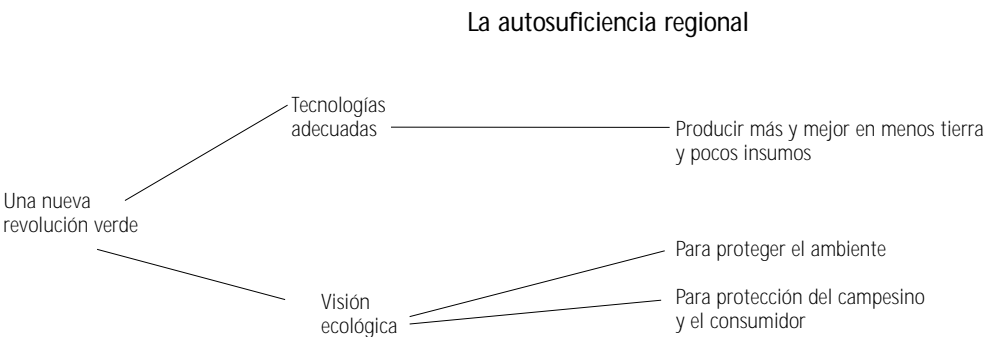 La autosuficiencia regional
Tecnologías
adecuadas
Producir más y mejor en menos tierra
y pocos insumos
Una nueva
revolución verde
Para proteger el ambiente
Visión
ecológica
Para protección del campesino
y el consumidor